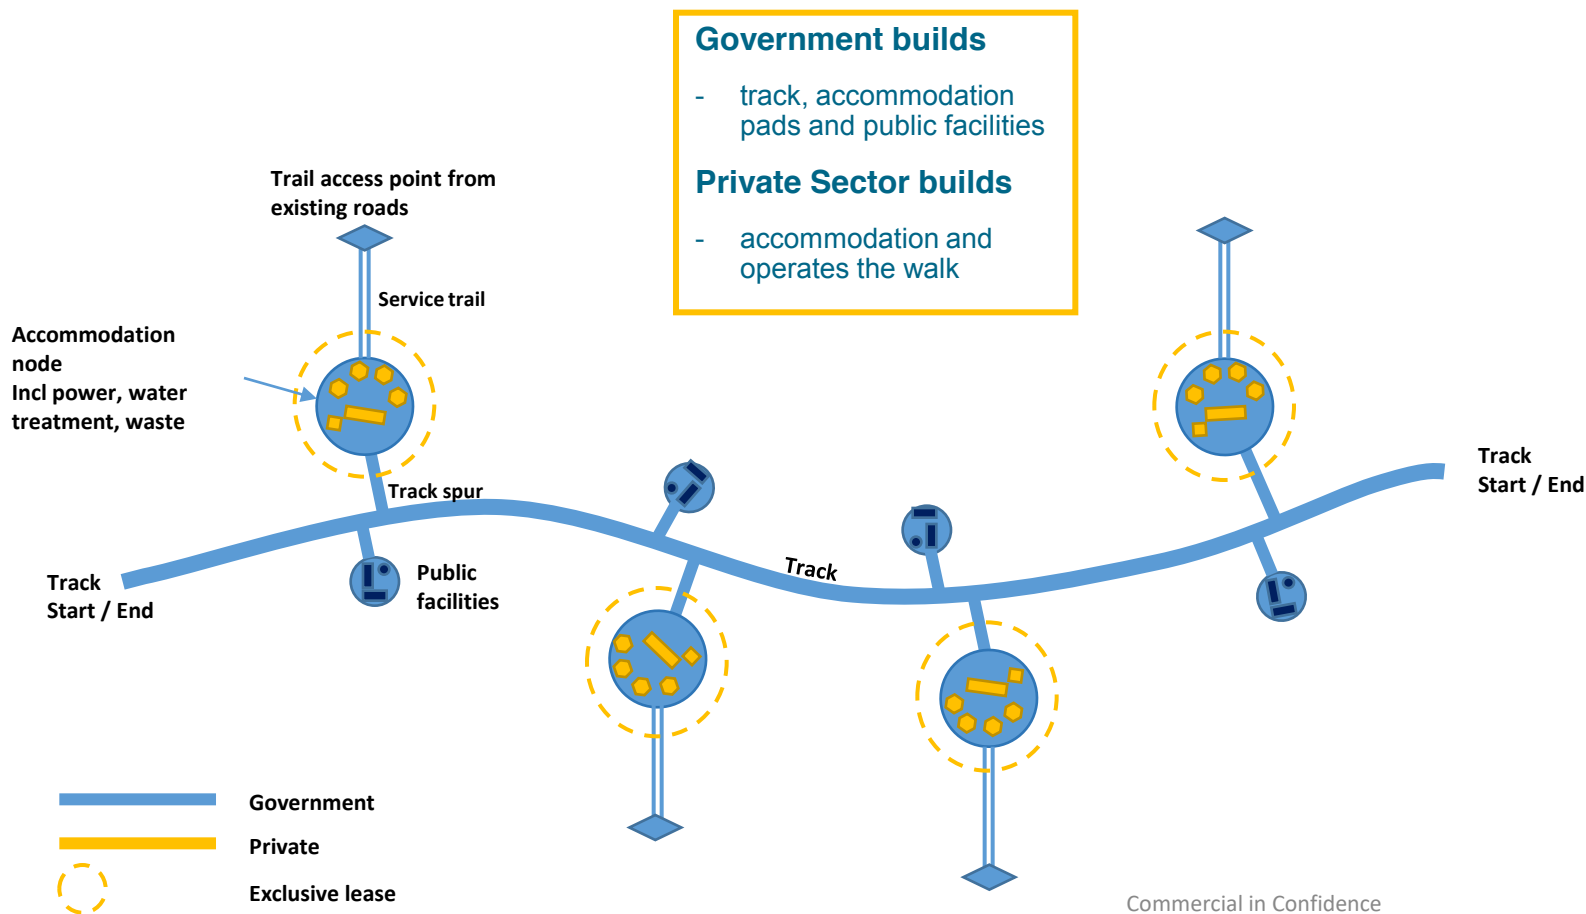 Government builds
- track, accommodation
pads and public facilities
Private Sector builds
- accommodation and
operates the walk
Trail access point from
existing roads
Service trail
Accommodation
node
Incl power, water
treatment, waste
Track spur
Track
Start / End
Track
Public
facilities
Track
Start / End
Government
Private
Exclusive lease
Commercial in Confidence